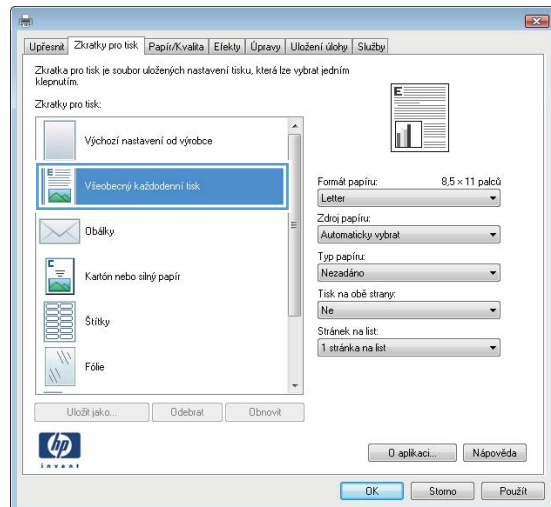 Upřesnit Zkratky pro tisk Papír/Kvalita Efekty Úpravy Uložení úlohy Služby
Zkratka pro tisk je soubor uložených nastavení tisku, která lze vybrat jedním
klepnutím.
Zkratky pro tisk:
Výchozí nastavení od výrobce
Všeobecný každodenní tisk
Obálky
Kartón nebo silný papír
Štítky
Fólie
E
E
C
Formát papíru: 8,5 × 11 palců
Letter
Zdroj papíru:
Automaticky vybrat
Typ papíru:
Nezadáno
Tisk na obě strany:
Ne
Stránek na list:
1 stránka na list
Uložit jako... Odebrat Obnovit
hp
invent
O aplikaci... Nápověda
OK Storno Použít